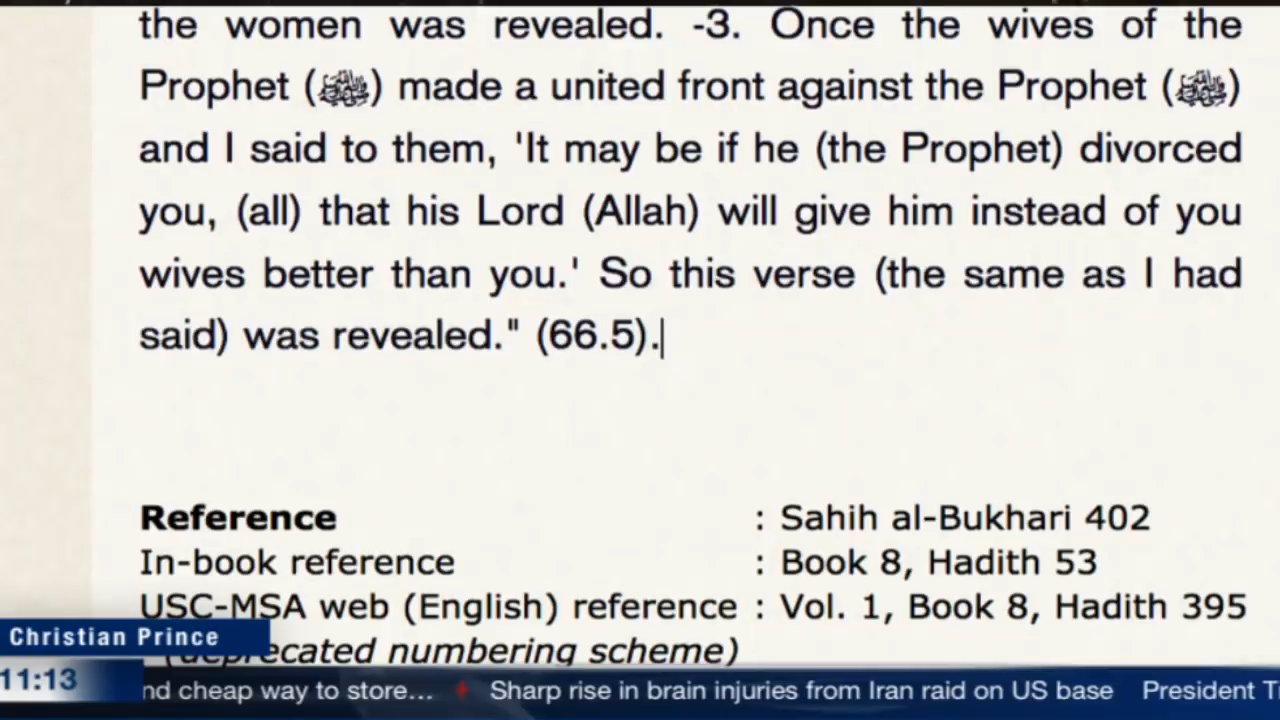 the women was revealed. -3. Once the wives of the
Prophet (ﷺ) made a united front against the Prophet (ﷺ)
and I said to them, 'It may be if he (the Prophet) divorced
you, (all) that his Lord (Allah) will give him instead of you
wives better than you.' So this verse (the same as I had
said) was revealed." (66.5).
Reference : Sahih al-Bukhari 402
In-book reference : Book 8, Hadith 53
USC-MSA web (English) reference : Vol. 1, Book 8, Hadith 395
(deprecated numbering scheme)
Christian Prince
11:13
nd cheap way to store... Sharp rise in brain injuries from Iran raid on US base President T